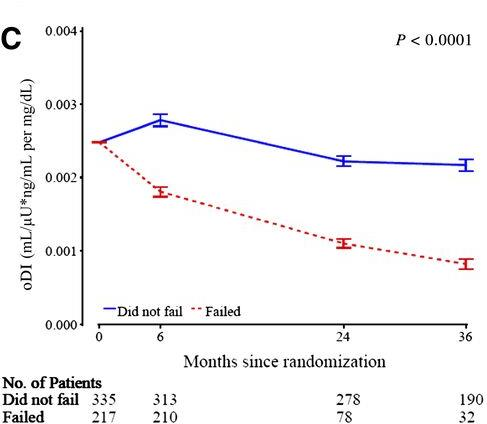 C
P < 0.0001
oDI (mL/μU*ng/mL per mg/dL)
0.004
0.003
0.002
0.001
0.000
Did not fail Failed
0 6 24 36
Months since randomization
No. of Patients
Did not fail 335 313 278 190
Failed 217 210 78 32